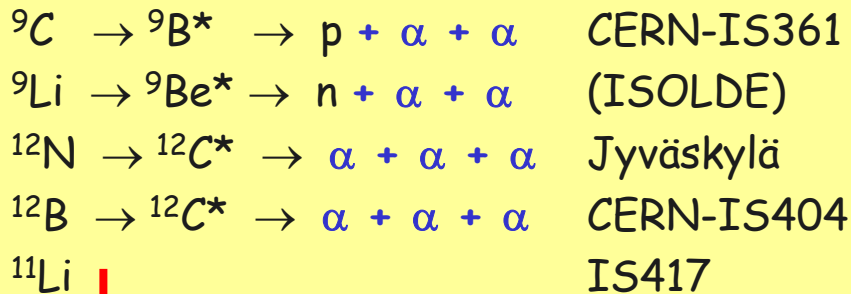 ⁹C → ⁹B* → p + α + α CERN-IS361
⁹Li → ⁹Be* → n + α + α (ISOLDE)
¹²N → ¹²C* → α + α + α Jyväskylä
¹²B → ¹²C* → α + α + α CERN-IS404
¹¹Li IS417